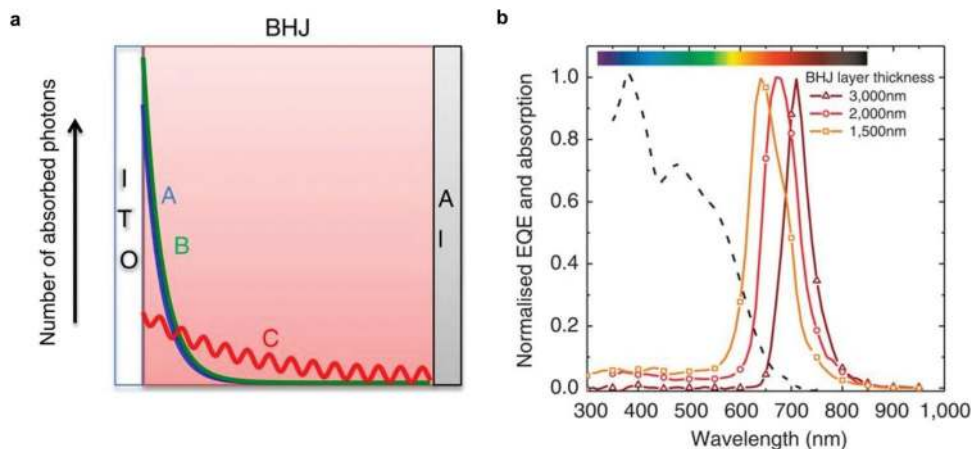 a
BHJ
Number of absorbed photons
I
T
O
A
B
C
A
l
b
BHJ layer thickness
3,000nm
2,000nm
1,500nm
Normalised EQE and absorption
1.0
0.8
0.6
0.4
0.2
0.0
300 400 500 600 700 800 900 1,000
Wavelength (nm)